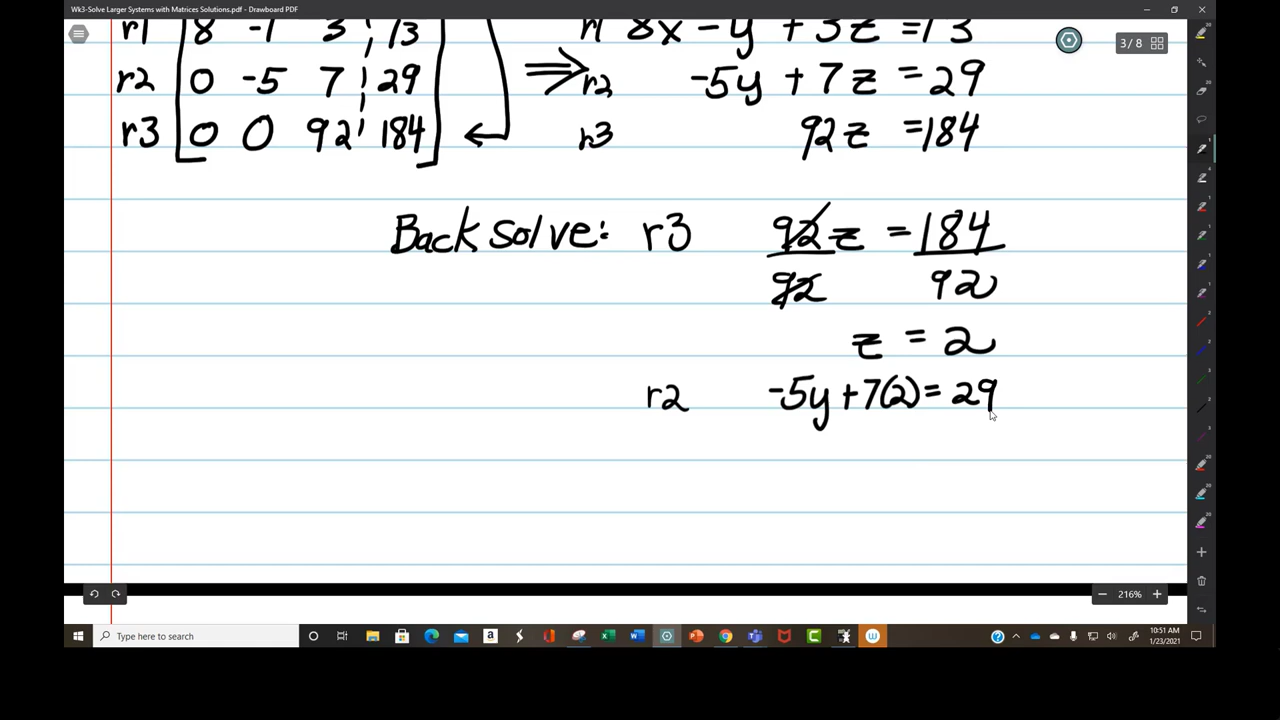 Wk3-Solve Larger Systems with Matrices Solutions.pdf - Drawboard PDF
3 / 8
r1 8 -1 3 13
r1 8x - y + 3z = 13
r2 0 -5 7 29
r2 -5y + 7z = 29
r3 0 0 92 184
r3 92z = 184
Back solve: r3 92z = 184
92 92
z = 2
r2 -5y + 7(2) = 29
216%
Type here to search
10:51 AM
1/23/2021